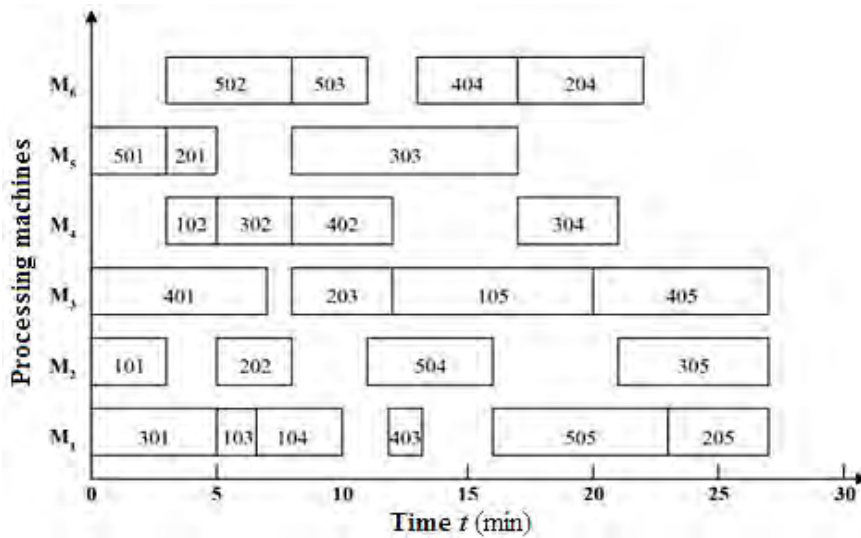 M6 502 503 404 204
M5 501 201 303
M4 102 302 402 304
M3 401 203 105 405
M2 101 202 504 305
M1 301 103 104 403 505 205
0 5 10 15 20 25 30
Time t (min)
Processing machines